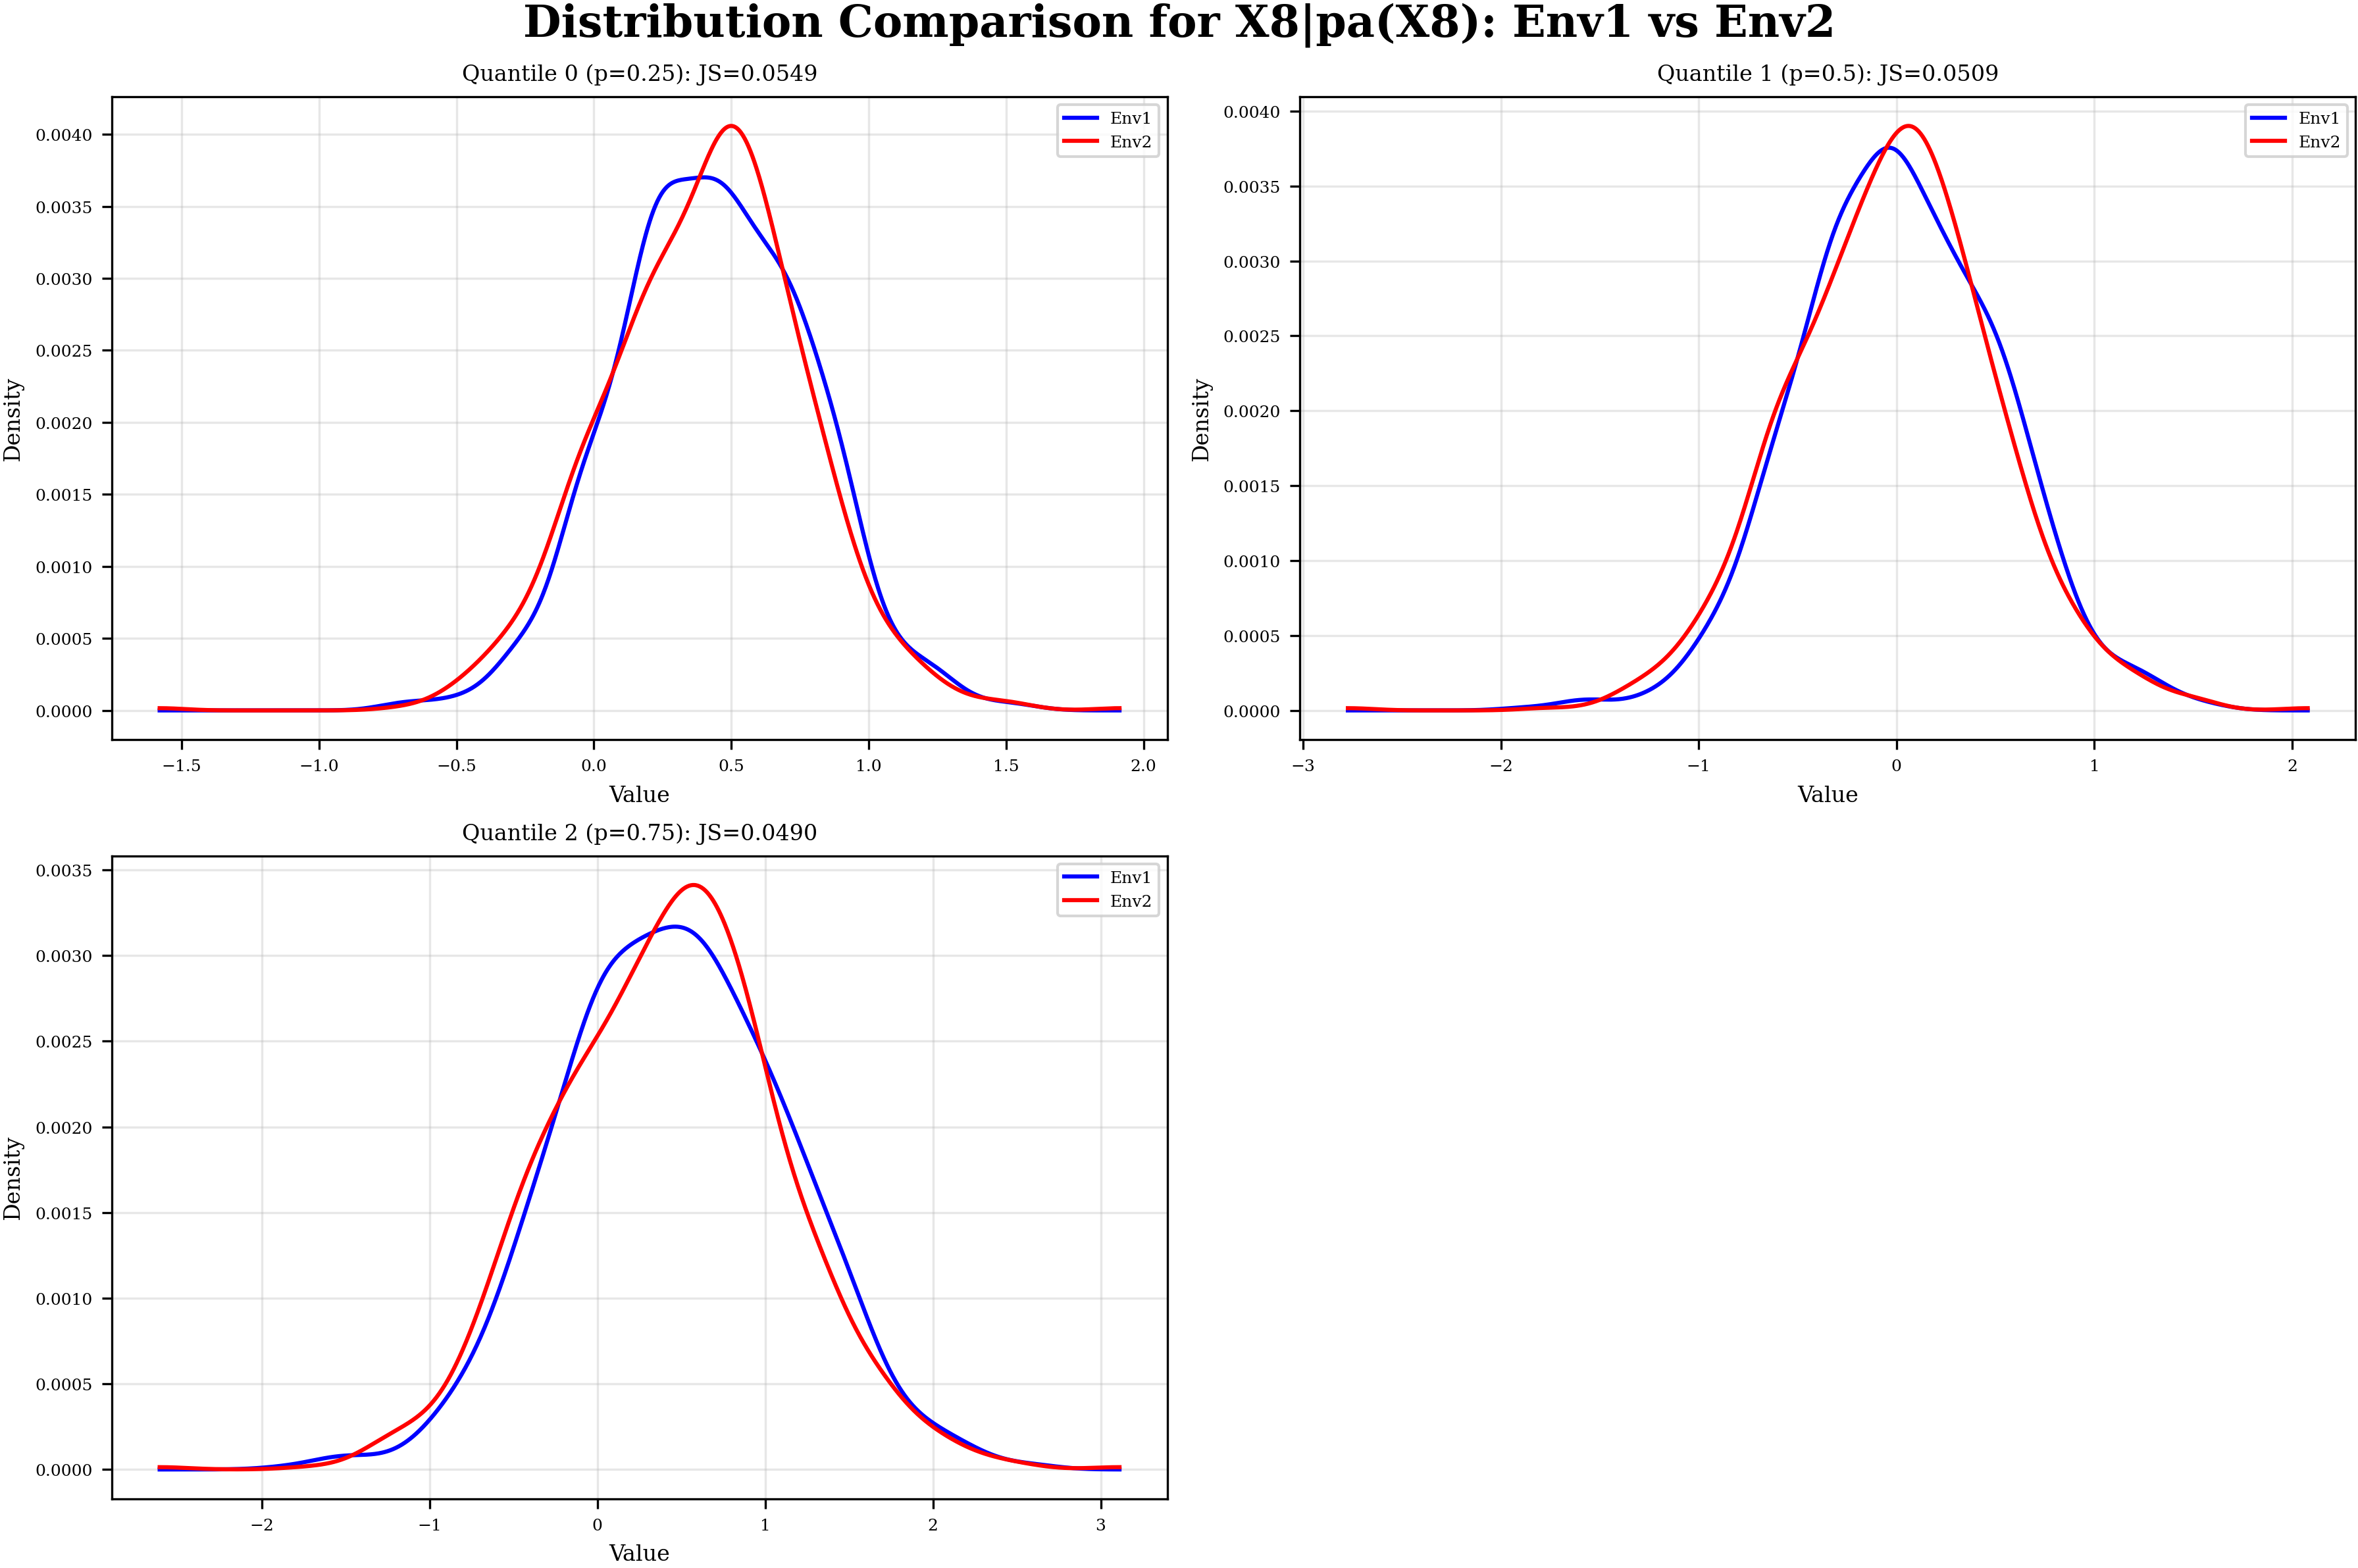 Distribution Comparison for X8|pa(X8): Env1 vs Env2
Quantile 0 (p=0.25): JS=0.0549
Env1
Env2
0.0040
0.0035
0.0030
0.0025
0.0020
0.0015
0.0010
0.0005
0.0000
Density
−1.5 −1.0 −0.5 0.0 0.5 1.0 1.5 2.0
Value
Quantile 1 (p=0.5): JS=0.0509
Env1
Env2
0.0040
0.0035
0.0030
0.0025
0.0020
0.0015
0.0010
0.0005
0.0000
Density
−3 −2 −1 0 1 2
Value
Quantile 2 (p=0.75): JS=0.0490
Env1
Env2
0.0035
0.0030
0.0025
0.0020
0.0015
0.0010
0.0005
0.0000
Density
−2 −1 0 1 2 3
Value